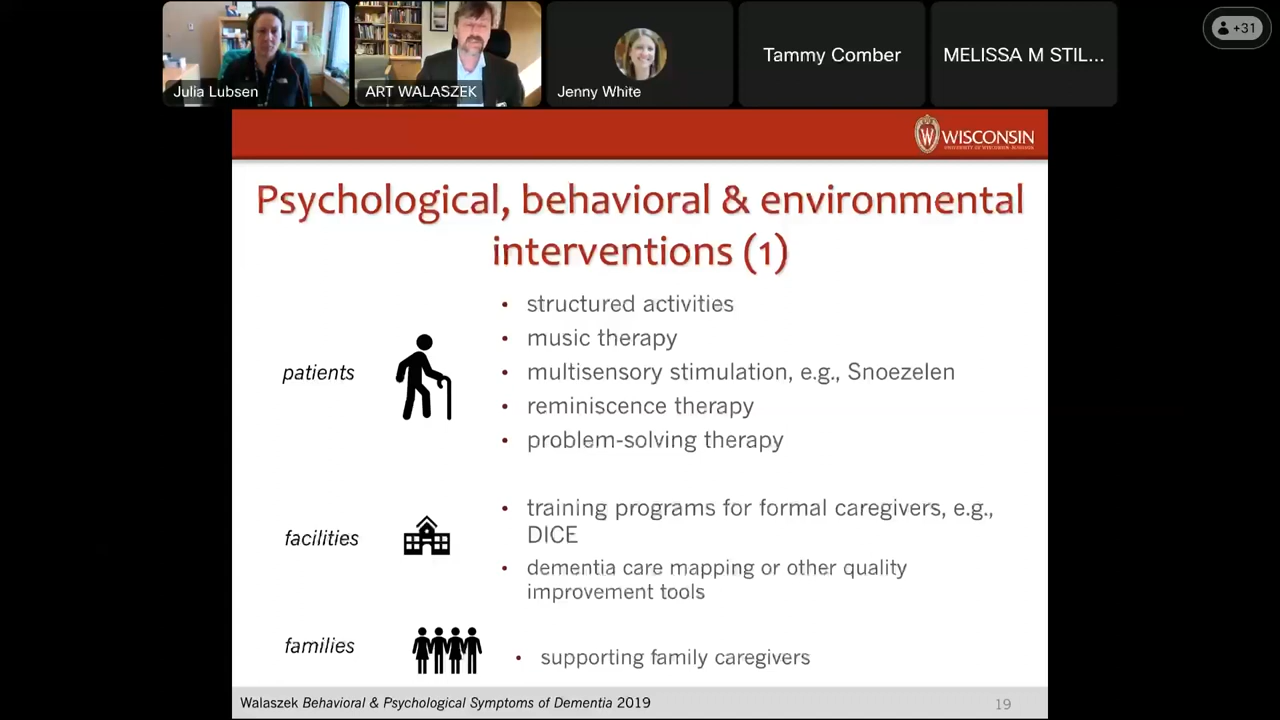 Julia Lubsen
ART WALASZEK
Jenny White
Tammy Comber
MELISSA M STIL...
+31
W WISCONSIN
UNIVERSITY OF WISCONSIN-MADISON
Psychological, behavioral & environmental
interventions (1)
patients
• structured activities
• music therapy
• multisensory stimulation, e.g., Snoezelen
• reminiscence therapy
• problem-solving therapy
facilities
• training programs for formal caregivers, e.g.,
DICE
• dementia care mapping or other quality
improvement tools
families
• supporting family caregivers
Walaszek Behavioral & Psychological Symptoms of Dementia 2019
19